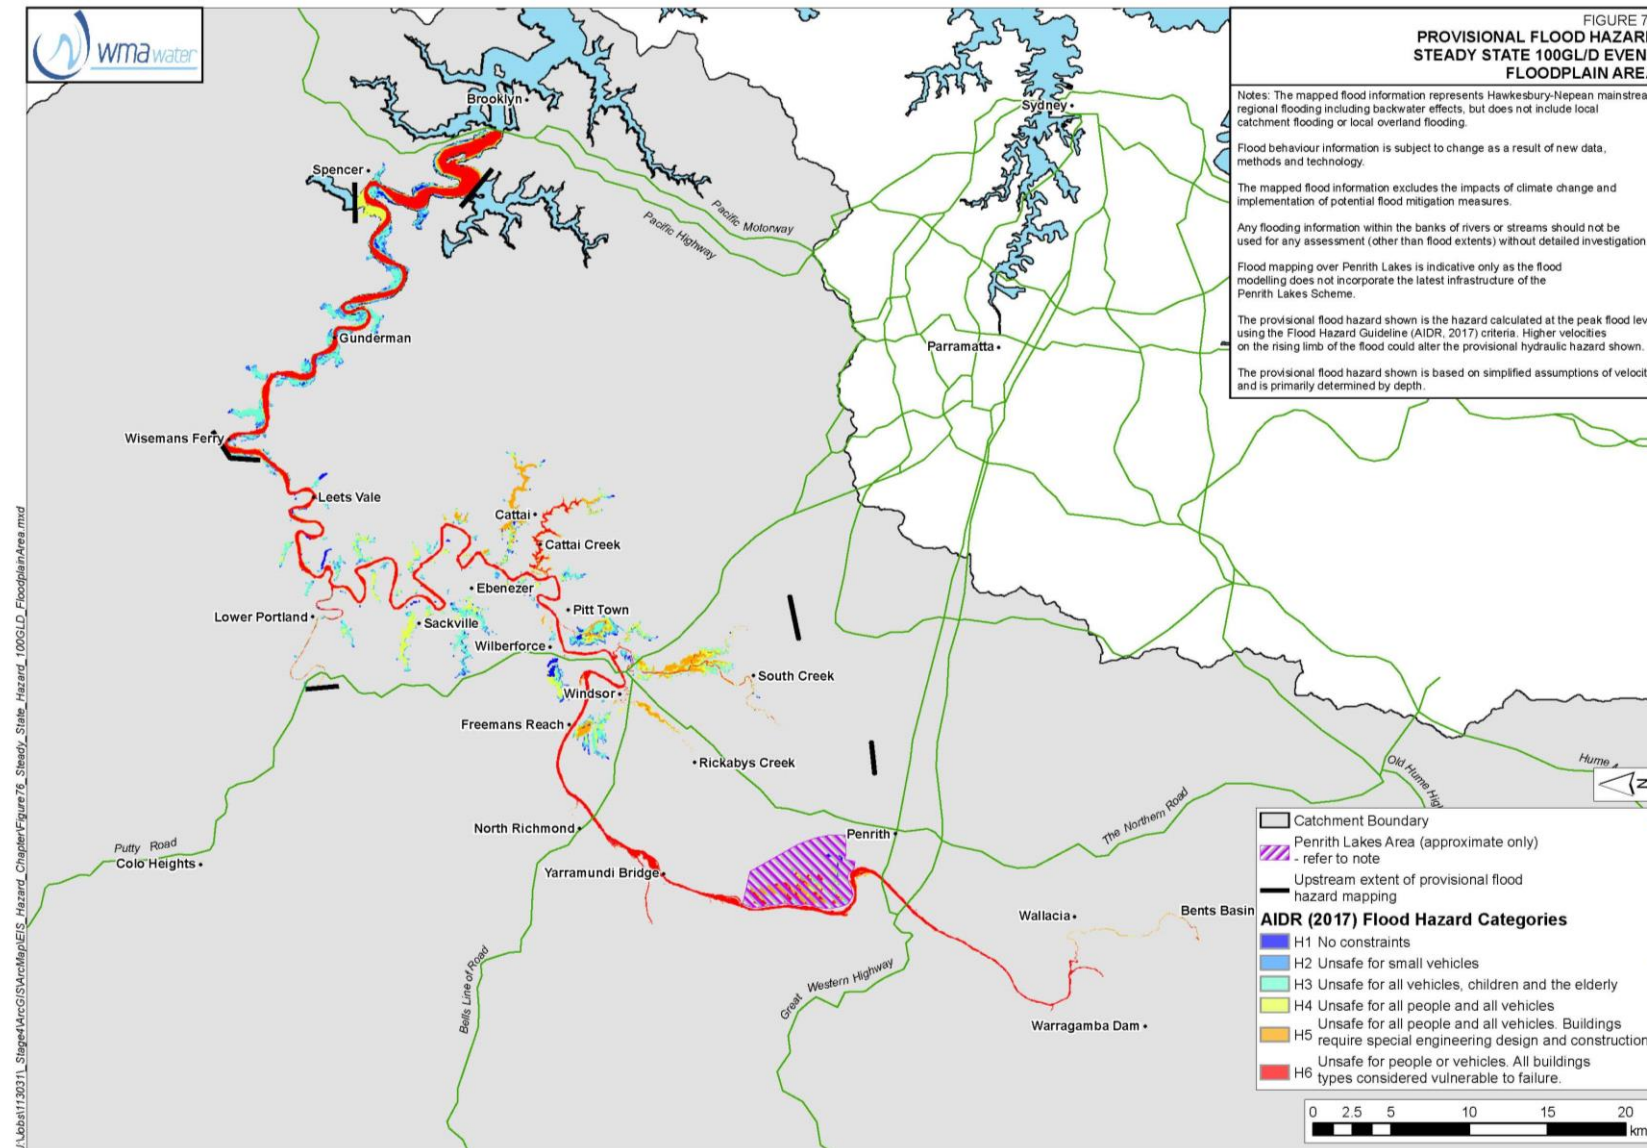 wmawater
FIGURE 7
PROVISIONAL FLOOD HAZAR
STEADY STATE 100GL/D EVEN
FLOODPLAIN ARE
Notes: The mapped flood information represents Hawkesbury-Nepean mainstrea
regional flooding including backwater effects, but does not include local
catchment flooding or local overland flooding.
Flood behaviour information is subject to change as a result of new data,
methods and technology.
The mapped flood information excludes the impacts of climate change and
implementation of potential flood mitigation measures.
Any flooding information within the banks of rivers or streams should not be
used for any assessment (other than flood extents) without detailed investigation
Flood mapping over Penrith Lakes is indicative only as the flood
modelling does not incorporate the latest infrastructure of the
Penrith Lakes Scheme.
The provisional flood hazard shown is the hazard calculated at the peak flood lev
using the Flood Hazard Guideline (AIDR, 2017) criteria. Higher velocities
on the rising limb of the flood could alter the provisional hydraulic hazard shown.
The provisional flood hazard shown is based on simplified assumptions of velocit
and is primarily determined by depth.
Brooklyn
Sydney
Spencer
Pacific Motorway
Pacific Highway
Gunderman
Parramatta
Wisemans Ferry
Leets Vale
Cattai
Cattai Creek
Ebenezer
Pitt Town
Lower Portland
Sackville
Wilberforce
South Creek
Windsor
Freemans Reach
Rickabys Creek
Hume
Old Hume Hig
N
The Northern Road
North Richmond
Penrith
Putty Road
Colo Heights
Yarramundi Bridge
Wallacia
Bents Basin
Bells Line of Road
Great Western Highway
Warragamba Dam
Catchment Boundary
Penrith Lakes Area (approximate only)
- refer to note
Upstream extent of provisional flood
hazard mapping
AIDR (2017) Flood Hazard Categories
H1 No constraints
H2 Unsafe for small vehicles
H3 Unsafe for all vehicles, children and the elderly
H4 Unsafe for all people and all vehicles
H5 Unsafe for all people and all vehicles. Buildings
require special engineering design and construction
H6 Unsafe for people or vehicles. All buildings
types considered vulnerable to failure.
0 2.5 5 10 15 20
km
:\Jobs\113031\_Stage4\ArcGIS\ArcMap\EIS_Hazard_Chapter\Figure76_Steady_State_Hazard_100GLD_FloodplainArea.mxd